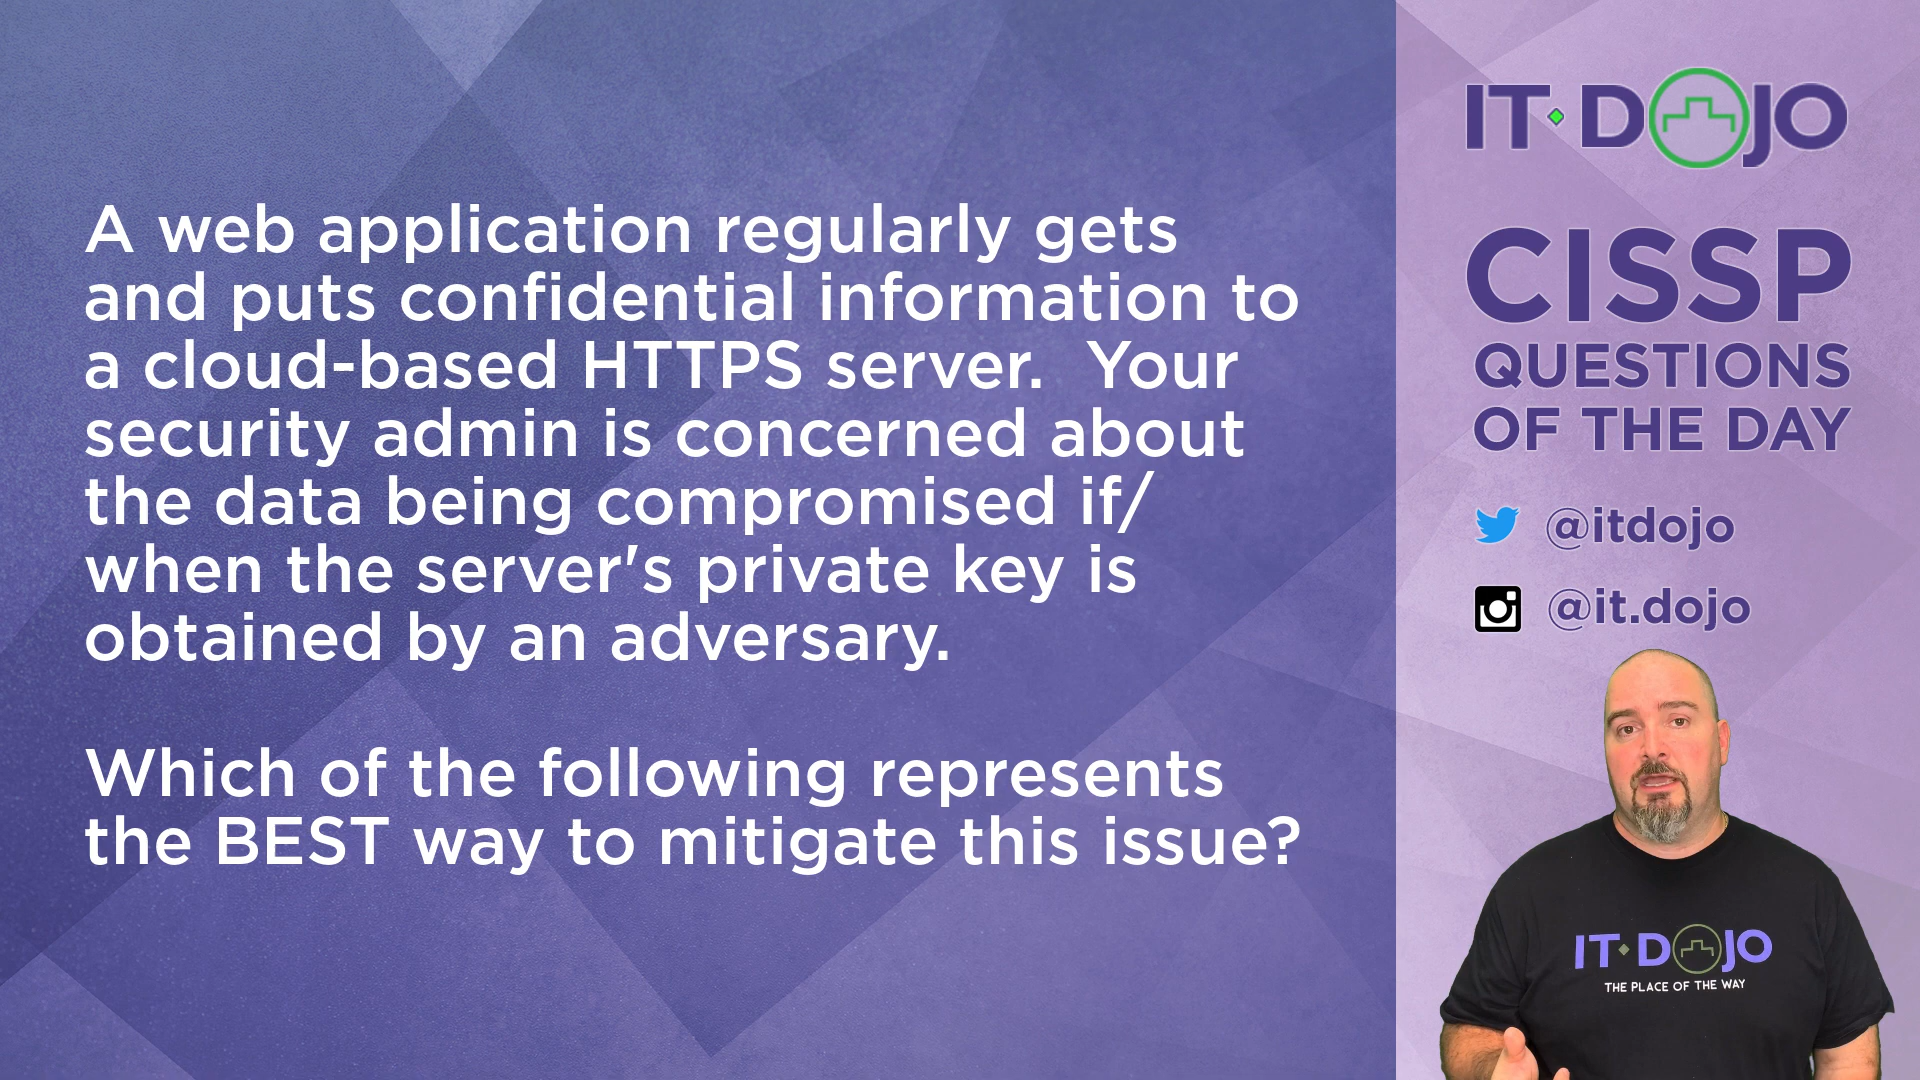 A web application regularly gets
and puts confidential information to
a cloud-based HTTPS server.  Your
security admin is concerned about
the data being compromised if/
when the server's private key is
obtained by an adversary.
Which of the following represents
the BEST way to mitigate this issue?
IT·DOJO
CISSP
QUESTIONS
OF THE DAY
@itdojo
@it.dojo
IT·DOJO
THE PLACE OF THE WAY